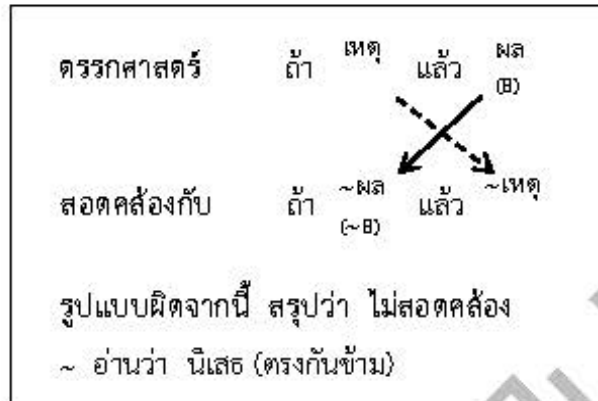 ตรรกศาสตร์ ถ้า เหตุ แล้ว ผล
(B)
สอดคล้องกับ ถ้า ~ผล แล้ว ~เหตุ
(~B)
รูปแบบผิดจากนี้ สรุปว่า ไม่สอดคล้อง
~ อ่านว่า นิเสธ (ตรงกันข้าม)